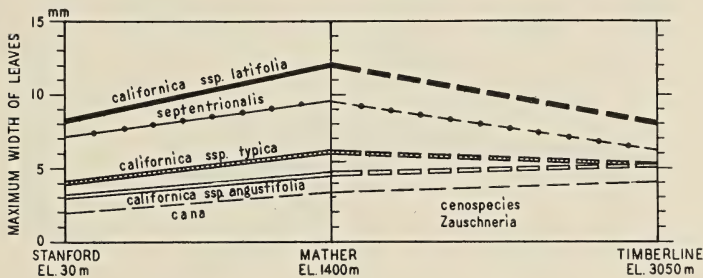 mm
15
10
5
0
MAXIMUM WIDTH OF LEAVES
californica ssp. latifolia
septentrionalis
californica ssp. typica
californica ssp. angustifolia
cana
cenospecies
Zauschneria
STANFORD
EL. 30 m
MATHER
EL. 1400 m
TIMBERLINE
EL. 3050 m